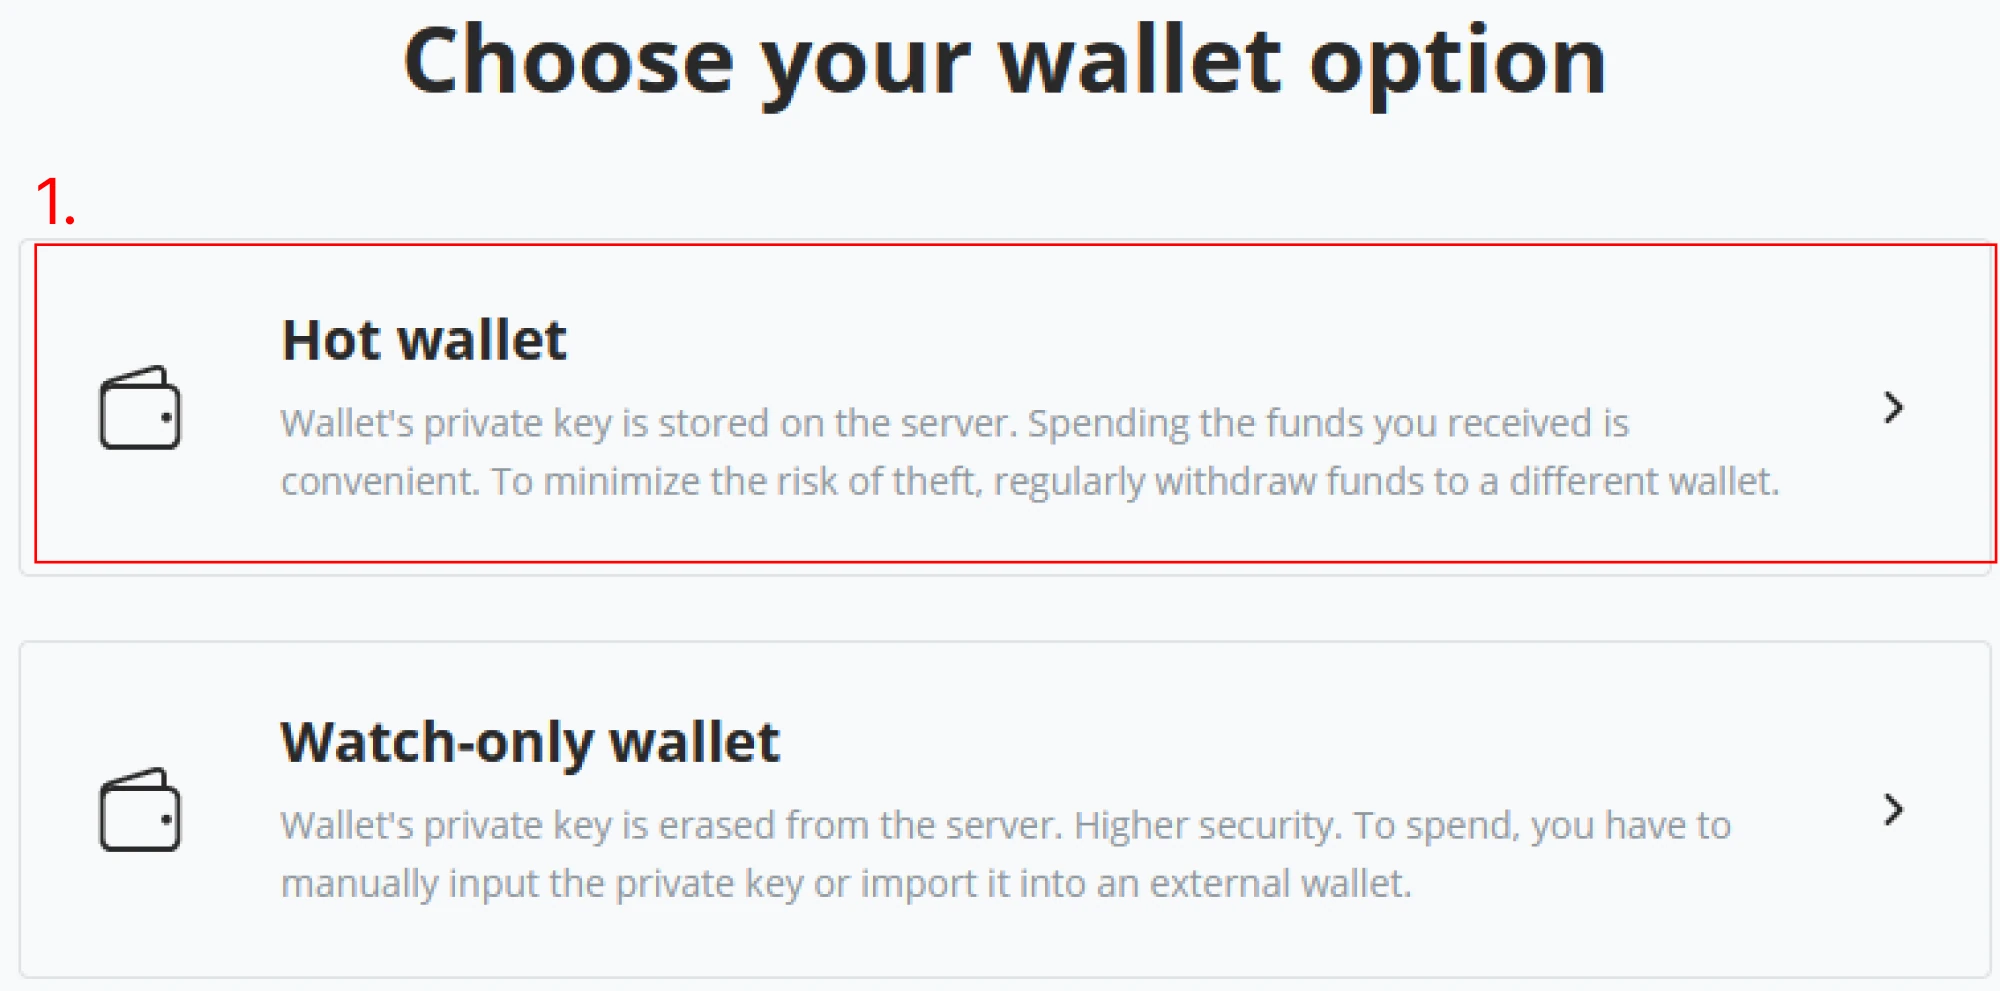 Choose your wallet option
1.
Hot wallet
Wallet's private key is stored on the server. Spending the funds you received is
convenient. To minimize the risk of theft, regularly withdraw funds to a different wallet.
Watch-only wallet
Wallet's private key is erased from the server. Higher security. To spend, you have to
manually input the private key or import it into an external wallet.